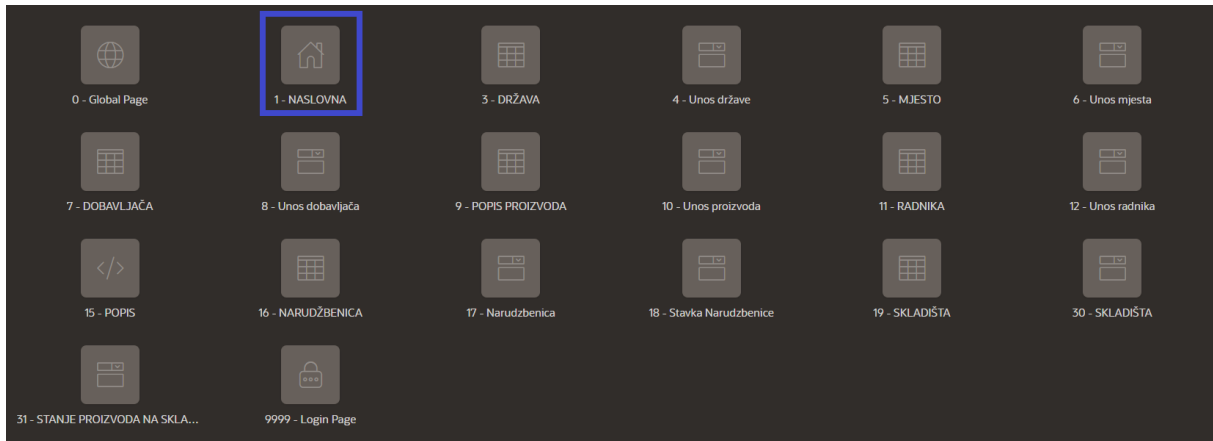 0 - Global Page
1 - NASLOVNA
3 - DRŽAVA
4 - Unos države
5 - MJESTO
6 - Unos mjesta
7 - DOBAVLJAČA
8 - Unos dobavljača
9 - POPIS PROIZVODA
10 - Unos proizvoda
11 - RADNIKA
12 - Unos radnika
15 - POPIS
16 - NARUDŽBENICA
17 - Narudzbenica
18 - Stavka Narudzbenice
19 - SKLADIŠTA
30 - SKLADIŠTA
31 - STANJE PROIZVODA NA SKLA...
9999 - Login Page